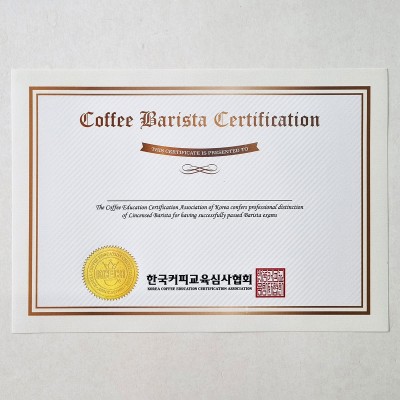 Coffee Barista Certification
THIS CERTIFICATE IS PRESENTED TO
The Coffee Education Certification Association of Korea confers professional distinction
of Lincensed Barista for having successfully passed Barista exams
한국커피교육심사협회
KOREA COFFEE EDUCATION CERTIFICATION ASSOCIATION